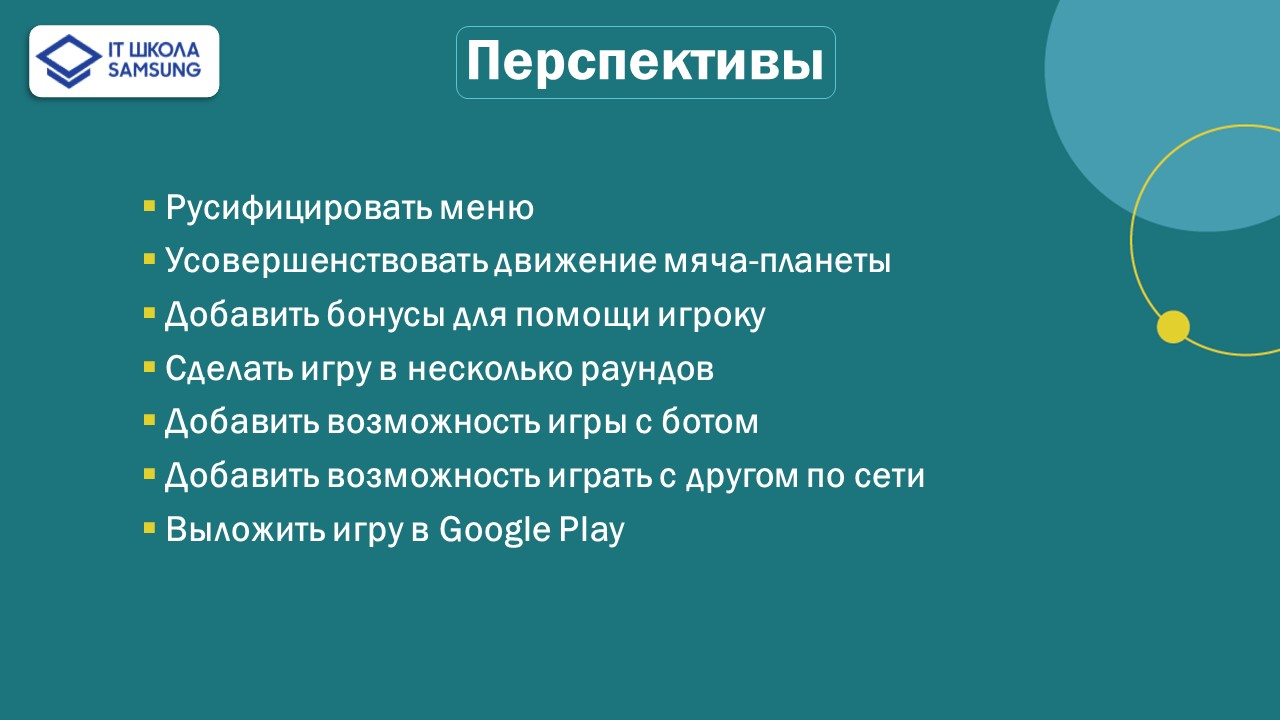 IT ШКОЛА
SAMSUNG
Перспективы
Русифицировать меню
Усовершенствовать движение мяча-планеты
Добавить бонусы для помощи игроку
Сделать игру в несколько раундов
Добавить возможность игры с ботом
Добавить возможность играть с другом по сети
Выложить игру в Google Play